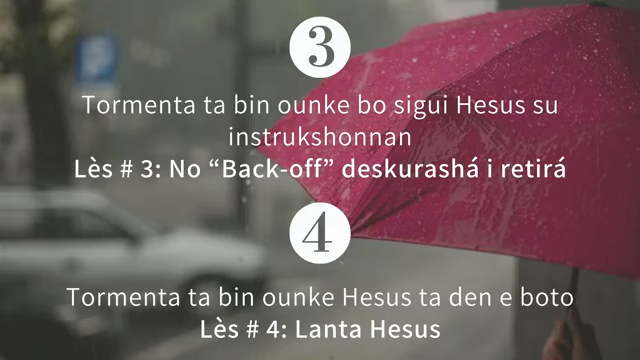 3
Tormenta ta bin ounke bo sigui Hesus su
instrukshonnan
Lès # 3: No “Back-off” deskurashá i retirá
4
Tormenta ta bin ounke Hesus ta den e boto
Lès # 4: Lanta Hesus